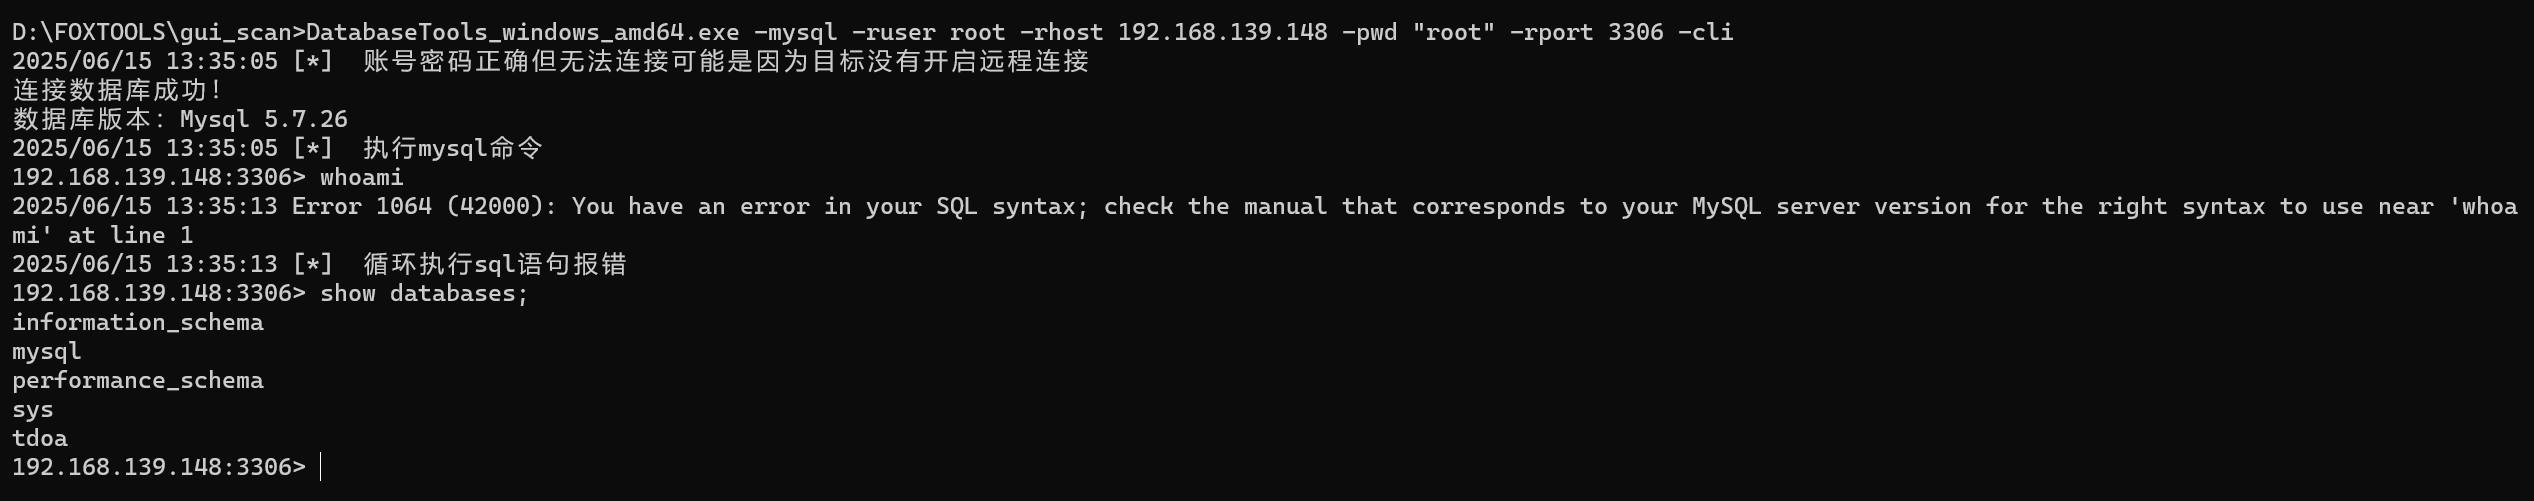 D:\FOXTOOLS\gui_scan>DatabaseTools_windows_amd64.exe -mysql -ruser root -rhost 192.168.139.148 -pwd "root" -rport 3306 -cli
2025/06/15 13:35:05 [*]  账号密码正确但无法连接可能是因为目标没有开启远程连接
连接数据库成功!
数据库版本: Mysql 5.7.26
2025/06/15 13:35:05 [*]  执行mysql命令
192.168.139.148:3306> whoami
2025/06/15 13:35:13 Error 1064 (42000): You have an error in your SQL syntax; check the manual that corresponds to your MySQL server version for the right syntax to use near 'whoa
mi' at line 1
2025/06/15 13:35:13 [*]  循环执行sql语句报错
192.168.139.148:3306> show databases;
information_schema
mysql
performance_schema
sys
tdoa
192.168.139.148:3306>